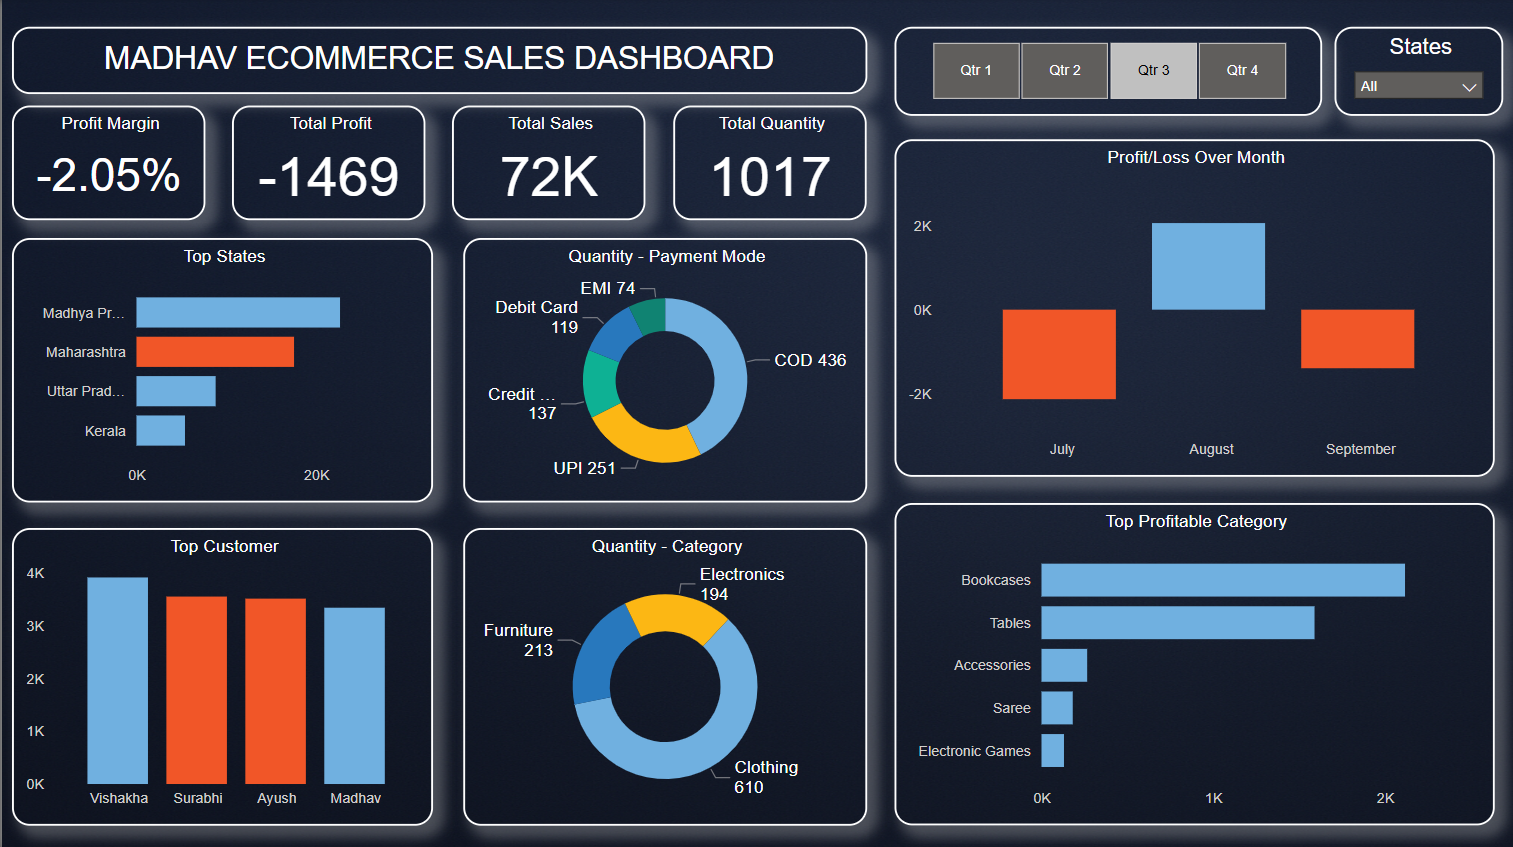 MADHAV ECOMMERCE SALES DASHBOARD
Qtr 1
Qtr 2
Qtr 3
Qtr 4
States
All
Profit Margin
-2.05%
Total Profit
-1469
Total Sales
72K
Total Quantity
1017
Profit/Loss Over Month
2K
0K
-2K
July
August
September
Top States
Madhya Pr...
Maharashtra
Uttar Prad...
Kerala
0K
20K
Quantity - Payment Mode
EMI 74
Debit Card
119
COD 436
Credit ...
137
UPI 251
Top Customer
4K
3K
2K
1K
0K
Vishakha
Surabhi
Ayush
Madhav
Quantity - Category
Electronics
194
Furniture
213
Clothing
610
Top Profitable Category
Bookcases
Tables
Accessories
Saree
Electronic Games
0K
1K
2K